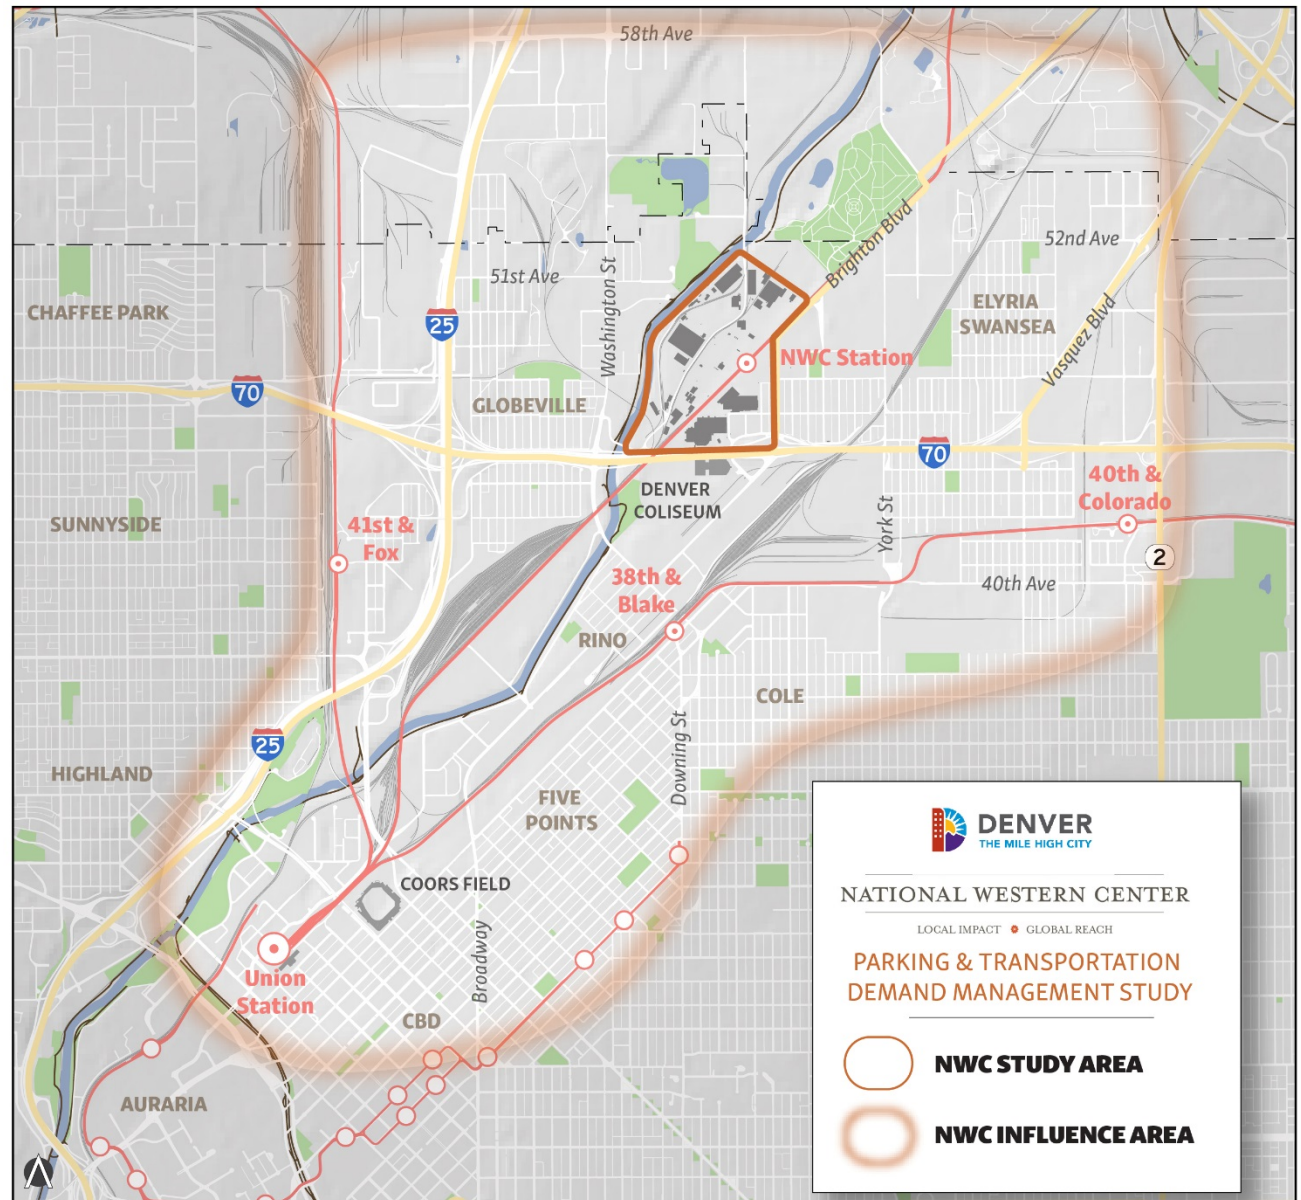 58th Ave
52nd Ave
51st Ave
Washington St
Brighton Blvd
CHAFFEE PARK
25
ELYRIA
SWANSEA
Vasquez Blvd
NWC Station
70
GLOBEVILLE
70
40th &
Colorado
DENVER
COLISEUM
SUNNYSIDE
41st &
Fox
York St
2
38th &
Blake
40th Ave
RINO
COLE
Downing St
25
HIGHLAND
FIVE
POINTS
COORS FIELD
Broadway
Union
Station
CBD
AURARIA
DENVER
THE MILE HIGH CITY
NATIONAL WESTERN CENTER
LOCAL IMPACT GLOBAL REACH
PARKING & TRANSPORTATION
DEMAND MANAGEMENT STUDY
NWC STUDY AREA
NWC INFLUENCE AREA